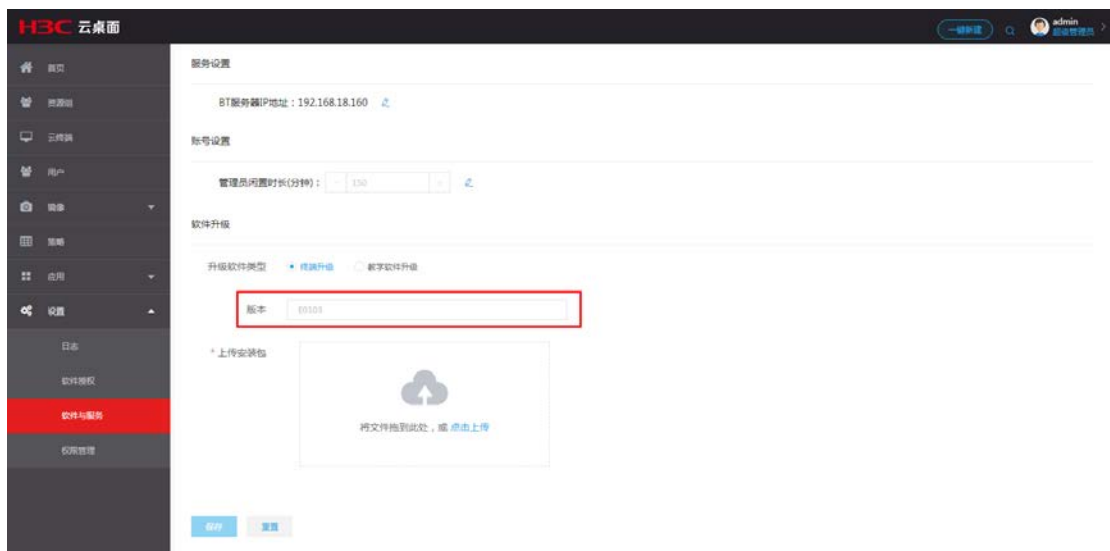 H3C 云桌面
一键新建
admin
超级管理员
首页
资源组
云终端
用户
镜像
策略
应用
设置
日志
软件授权
软件与服务
权限管理
服务设置
BT服务器IP地址：192.168.18.160
账号设置
管理员闲置时长(分钟)： - 150 +
软件升级
升级软件类型 终端升级 教学软件升级
版本 E0103
* 上传安装包
将文件拖到此处，或 点击上传
保存 重置